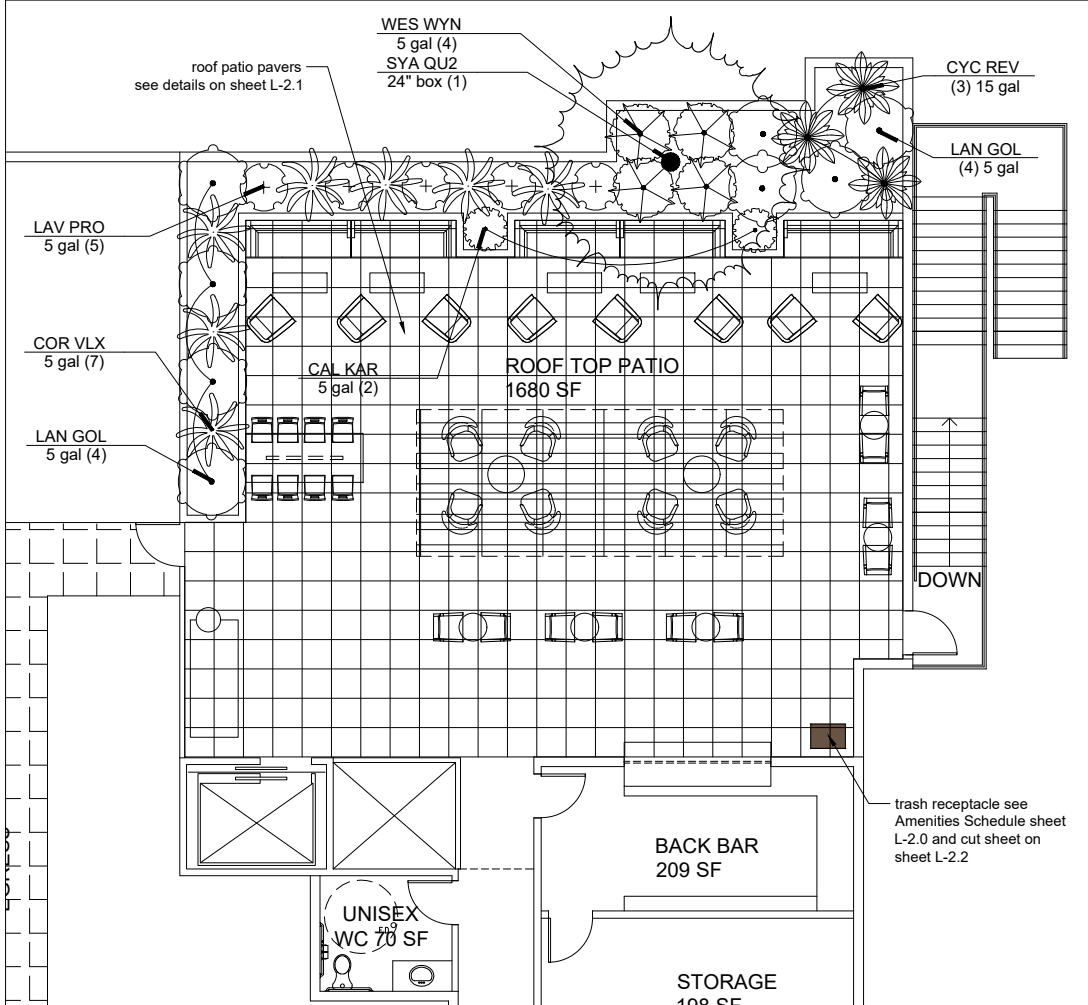 WES WYN
5 gal (4)
SYA QU2
24" box (1)
roof patio pavers
see details on sheet L-2.1
CYC REV
(3) 15 gal
LAN GOL
(4) 5 gal
LAV PRO
5 gal (5)
COR VLX
5 gal (7)
CAL KAR
5 gal (2)
ROOF TOP PATIO
1680 SF
LAN GOL
5 gal (4)
DOWN
trash receptacle see
Amenities Schedule sheet
L-2.0 and cut sheet on
sheet L-2.2
BACK BAR
209 SF
UNISEX
WC 70 SF
STORAGE
198 SF